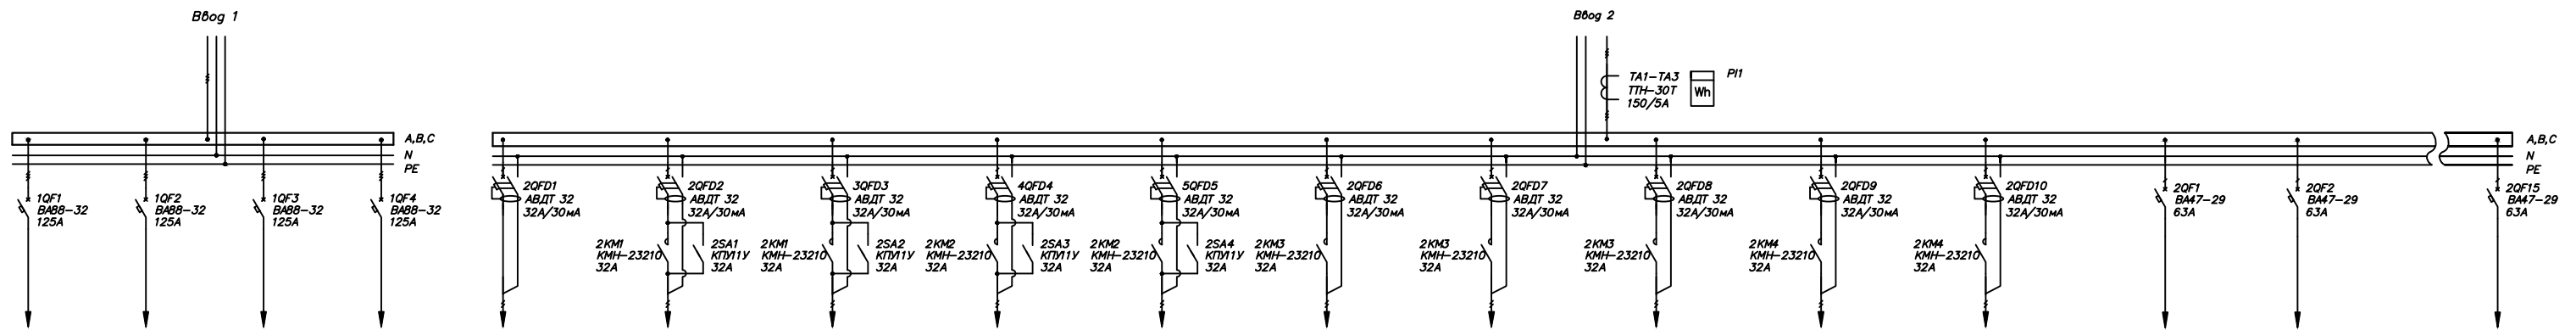 Ввод 1
A,B,C
N
PE
1QF1
ВА88-32
125А
1QF2
ВА88-32
125А
1QF3
ВА88-32
125А
1QF4
ВА88-32
125А
Ввод 2
ТА1-ТА3
ТТН-30Т
150/5А
Wh
PI1
A,B,C
N
PE
2QFD1
АВДТ 32
32А/30мА
2QFD2
АВДТ 32
32А/30мА
2KM1
КМН-23210
32А
2SA1
КПУ11У
32А
3QFD3
АВДТ 32
32А/30мА
2KM1
КМН-23210
32А
2SA2
КПУ11У
32А
4QFD4
АВДТ 32
32А/30мА
2KM2
КМН-23210
32А
2SA3
КПУ11У
32А
5QFD5
АВДТ 32
32А/30мА
2KM2
КМН-23210
32А
2SA4
КПУ11У
32А
2QFD6
АВДТ 32
32А/30мА
2KM3
КМН-23210
32А
2QFD7
АВДТ 32
32А/30мА
2KM3
КМН-23210
32А
2QFD8
АВДТ 32
32А/30мА
2KM3
КМН-23210
32А
2QFD9
АВДТ 32
32А/30мА
2KM4
КМН-23210
32А
2QFD10
АВДТ 32
32А/30мА
2KM4
КМН-23210
32А
2QF1
ВА47-29
63А
2QF2
ВА47-29
63А
2QF15
ВА47-29
63А